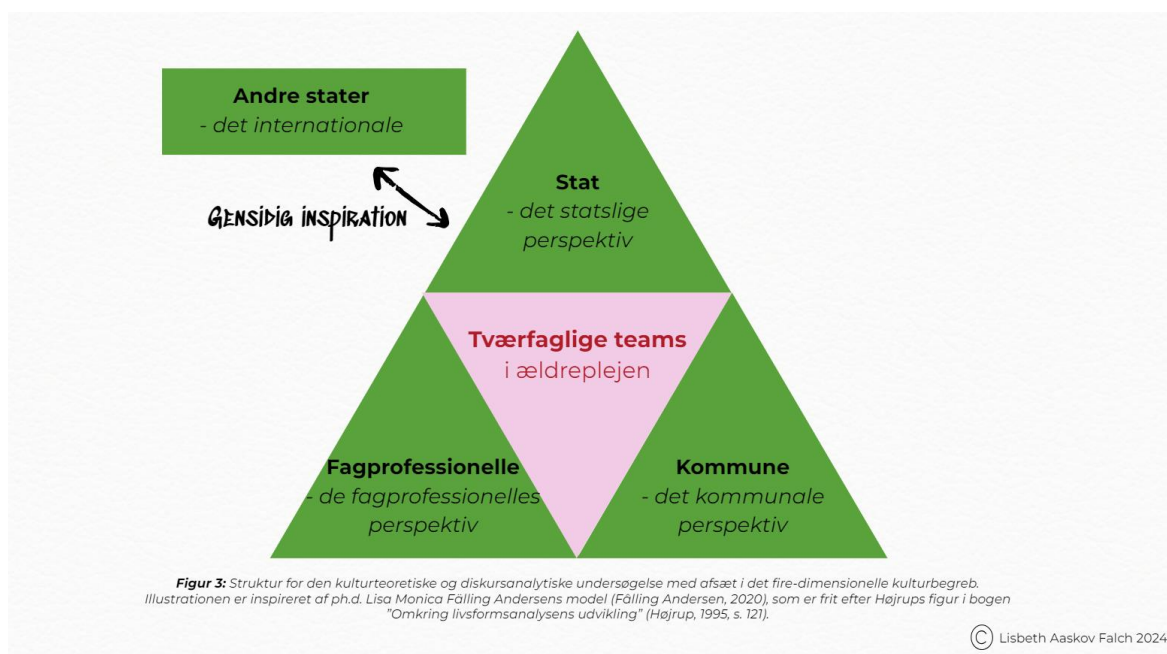 Andre stater
- det internationale
Gensidig inspiration
Stat
- det statslige
perspektiv
Tværfaglige teams
i ældreplejen
Fagprofessionelle
- de fagprofessionelles
perspektiv
Kommune
- det kommunale
perspektiv
Figur 3: Struktur for den kulturteoretiske og diskursanalytiske undersøgelse med afsæt i det fire-dimensionelle kulturbegreb.
Illustrationen er inspireret af ph.d. Lisa Monica Fälling Andersens model (Fälling Andersen, 2020), som er frit efter Højrups figur i bogen
"Omkring livsformsanalysens udvikling" (Højrup, 1995, s. 121).
© Lisbeth Aaskov Falch 2024